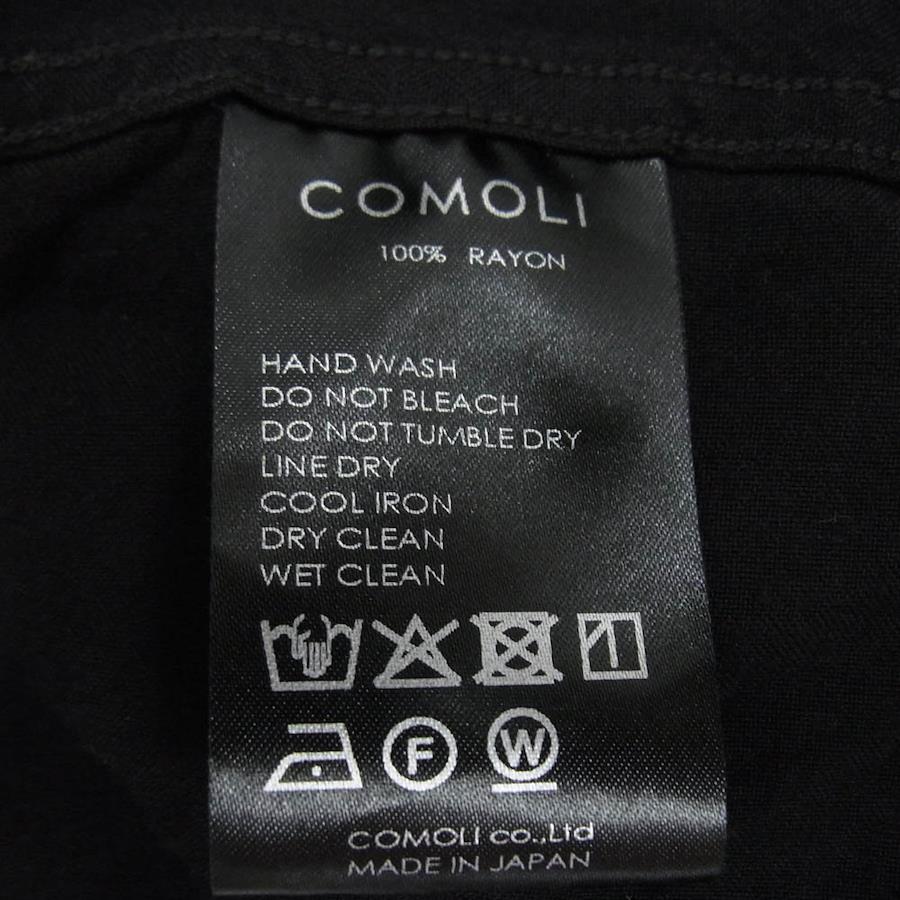 COMOLI
100% RAYON
HAND WASH
DO NOT BLEACH
DO NOT TUMBLE DRY
LINE DRY
COOL IRON
DRY CLEAN
WET CLEAN
F W
COMOLI co.,Ltd
MADE IN JAPAN